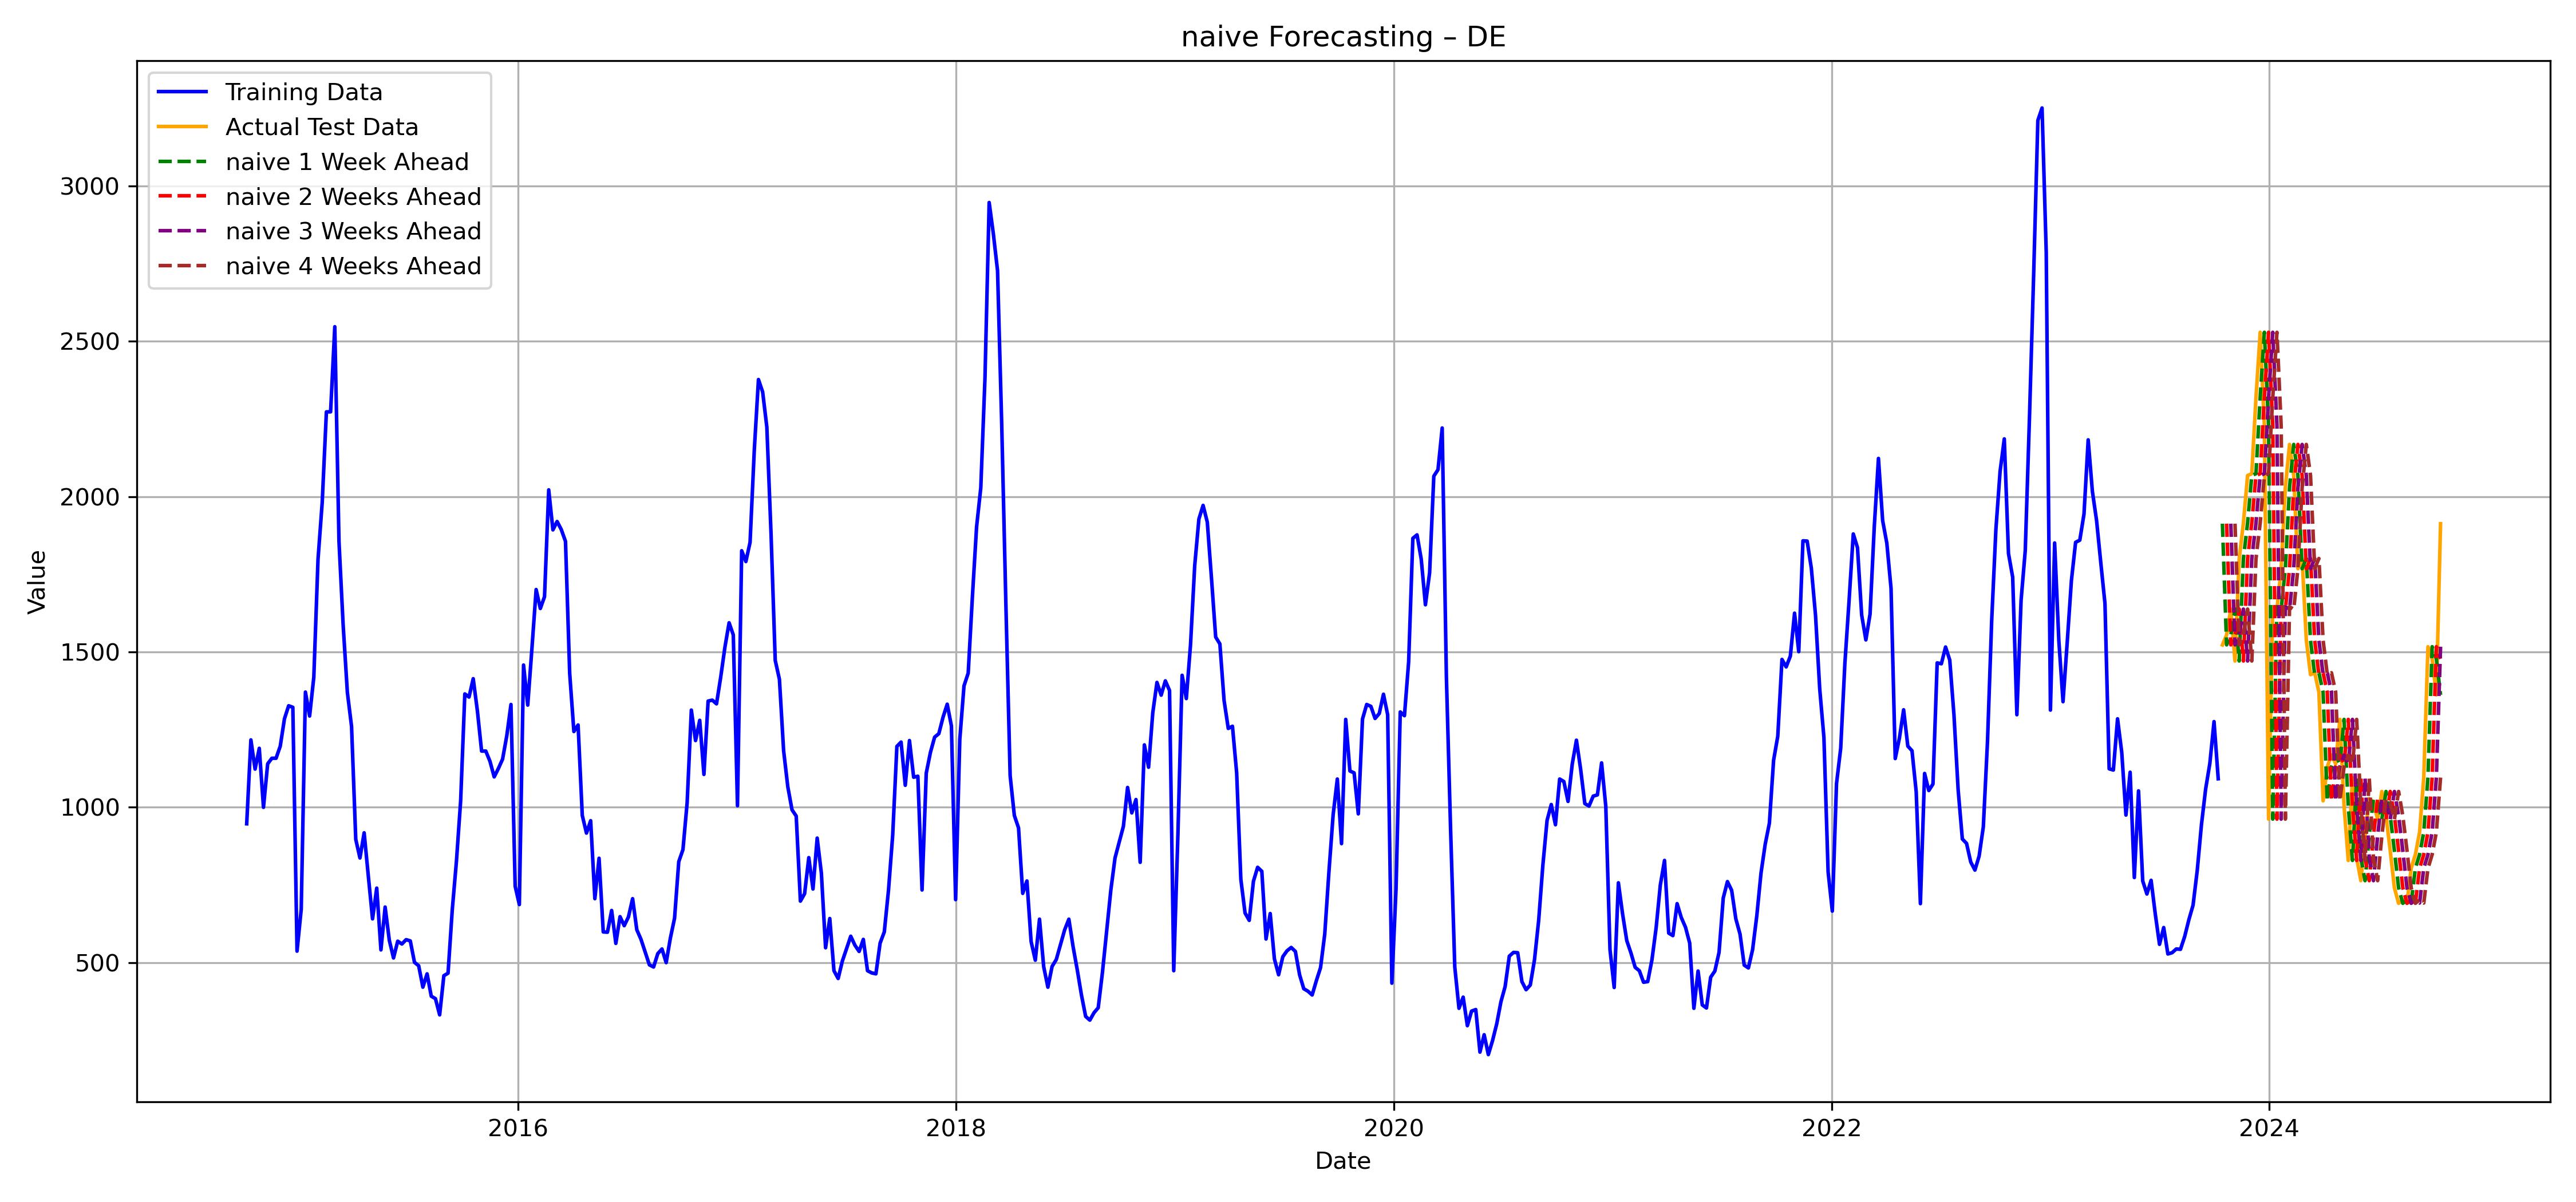 naive Forecasting – DE
Training Data
Actual Test Data
naive 1 Week Ahead
naive 2 Weeks Ahead
naive 3 Weeks Ahead
naive 4 Weeks Ahead
Value
3000
2500
2000
1500
1000
500
2016 2018 2020 2022 2024
Date